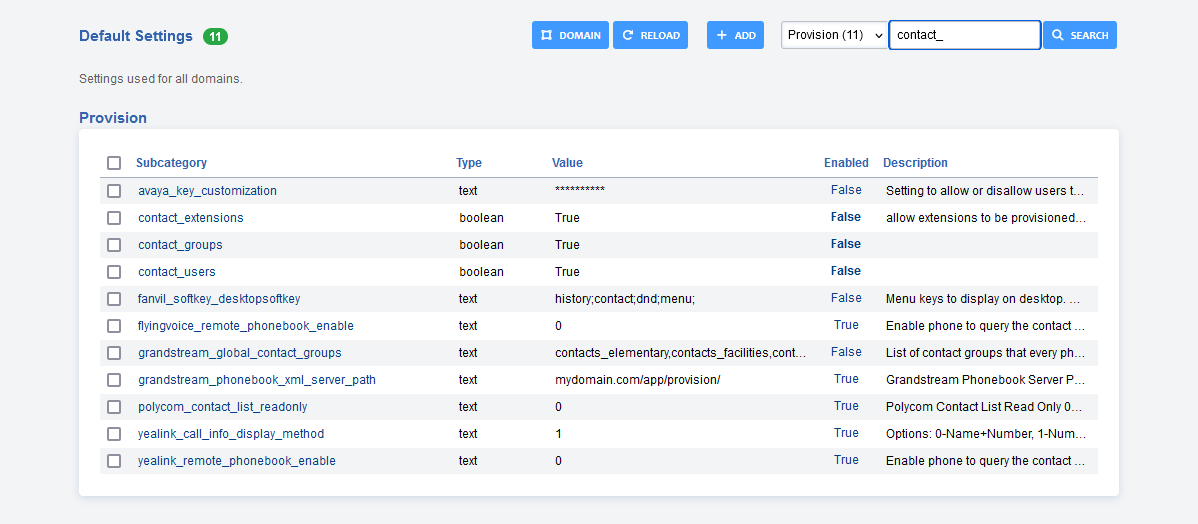 Default Settings 11 DOMAIN RELOAD ADD Provision (11) contact_ SEARCH
Settings used for all domains.
Provision
Subcategory Type Value Enabled Description
avaya_key_customization text ********** False Setting to allow or disallow users t…
contact_extensions boolean True False allow extensions to be provisioned…
contact_groups boolean True False
contact_users boolean True False
fanvil_softkey_desktopsoftkey text history;contact;dnd;menu; False Menu keys to display on desktop. …
flyingvoice_remote_phonebook_enable text 0 True Enable phone to query the contact …
grandstream_global_contact_groups text contacts_elementary,contacts_facilities,cont… False List of contact groups that every ph…
grandstream_phonebook_xml_server_path text mydomain.com/app/provision/ True Grandstream Phonebook Server P…
polycom_contact_list_readonly text 0 True Polycom Contact List Read Only 0…
yealink_call_info_display_method text 1 True Options: 0-Name+Number, 1-Num…
yealink_remote_phonebook_enable text 0 True Enable phone to query the contact …